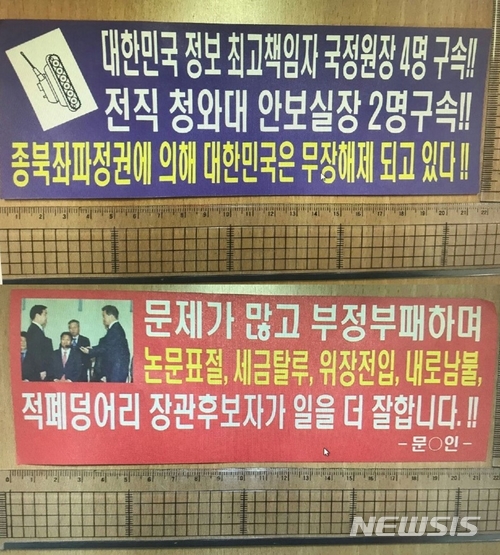 대한민국 정보 최고책임자 국정원장 4명 구속!!
전직 청와대 안보실장 2명구속!!
종북좌파정권에 의해 대한민국은 무장해제 되고 있다!!
문제가 많고 부정부패하며
논문표절, 세금탈루, 위장전입, 내로남불,
적폐덩어리 장관후보자가 일을 더 잘합니다.!!
- 문○인 -
NEWSIS